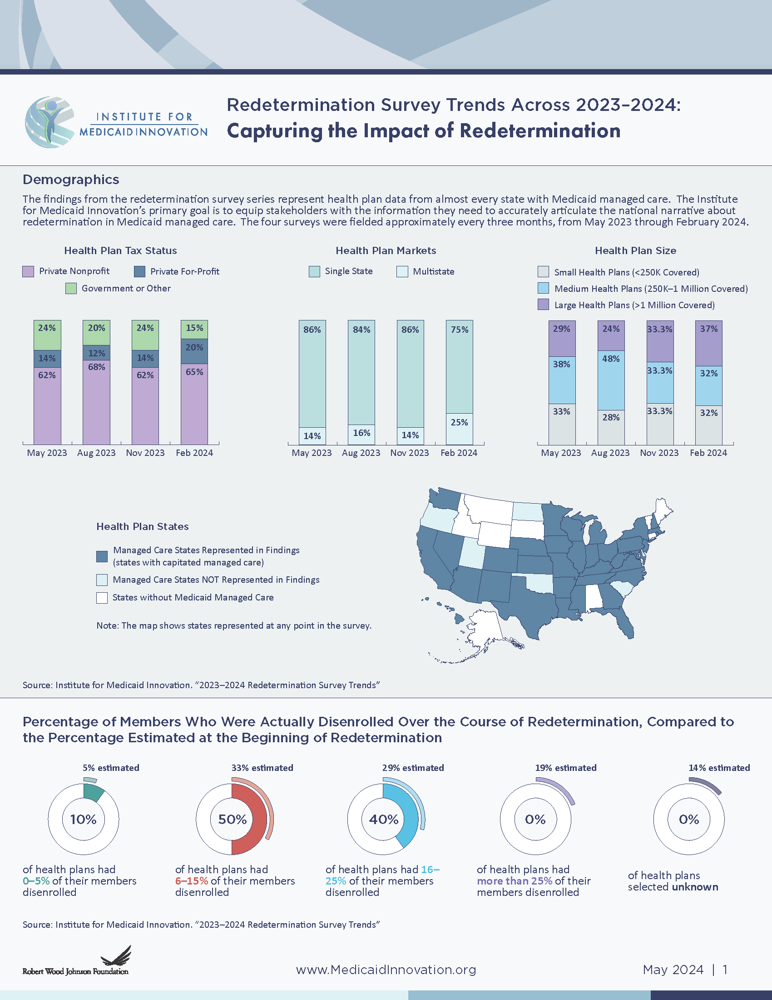 INSTITUTE FOR
MEDICAID INNOVATION
Redetermination Survey Trends Across 2023–2024:
Capturing the Impact of Redetermination
Demographics
The findings from the redetermination survey series represent health plan data from almost every state with Medicaid managed care. The Institute
for Medicaid Innovation's primary goal is to equip stakeholders with the information they need to accurately articulate the national narrative about
redetermination in Medicaid managed care. The four surveys were fielded approximately every three months, from May 2023 through February 2024.
Health Plan Tax Status
Private Nonprofit
Private For-Profit
Government or Other
24%
20%
24%
15%
14%
12%
14%
20%
62%
68%
62%
65%
May 2023
Aug 2023
Nov 2023
Feb 2024
Health Plan Markets
Single State
Multistate
86%
84%
86%
75%
14%
16%
14%
25%
May 2023
Aug 2023
Nov 2023
Feb 2024
Health Plan Size
Small Health Plans (<250K Covered)
Medium Health Plans (250K–1 Million Covered)
Large Health Plans (>1 Million Covered)
29%
24%
33.3%
37%
38%
48%
33.3%
32%
33%
28%
33.3%
32%
May 2023
Aug 2023
Nov 2023
Feb 2024
Health Plan States
Managed Care States Represented in Findings
(states with capitated managed care)
Managed Care States NOT Represented in Findings
States without Medicaid Managed Care
Note: The map shows states represented at any point in the survey.
Source: Institute for Medicaid Innovation. “2023–2024 Redetermination Survey Trends”
Percentage of Members Who Were Actually Disenrolled Over the Course of Redetermination, Compared to
the Percentage Estimated at the Beginning of Redetermination
5% estimated
10%
of health plans had
0–5% of their members
disenrolled
33% estimated
50%
of health plans had
6–15% of their members
disenrolled
29% estimated
40%
of health plans had 16–
25% of their members
disenrolled
19% estimated
0%
of health plans had
more than 25% of their
members disenrolled
14% estimated
0%
of health plans
selected unknown
Source: Institute for Medicaid Innovation. “2023–2024 Redetermination Survey Trends”
Robert Wood Johnson Foundation
www.MedicaidInnovation.org
May 2024 | 1